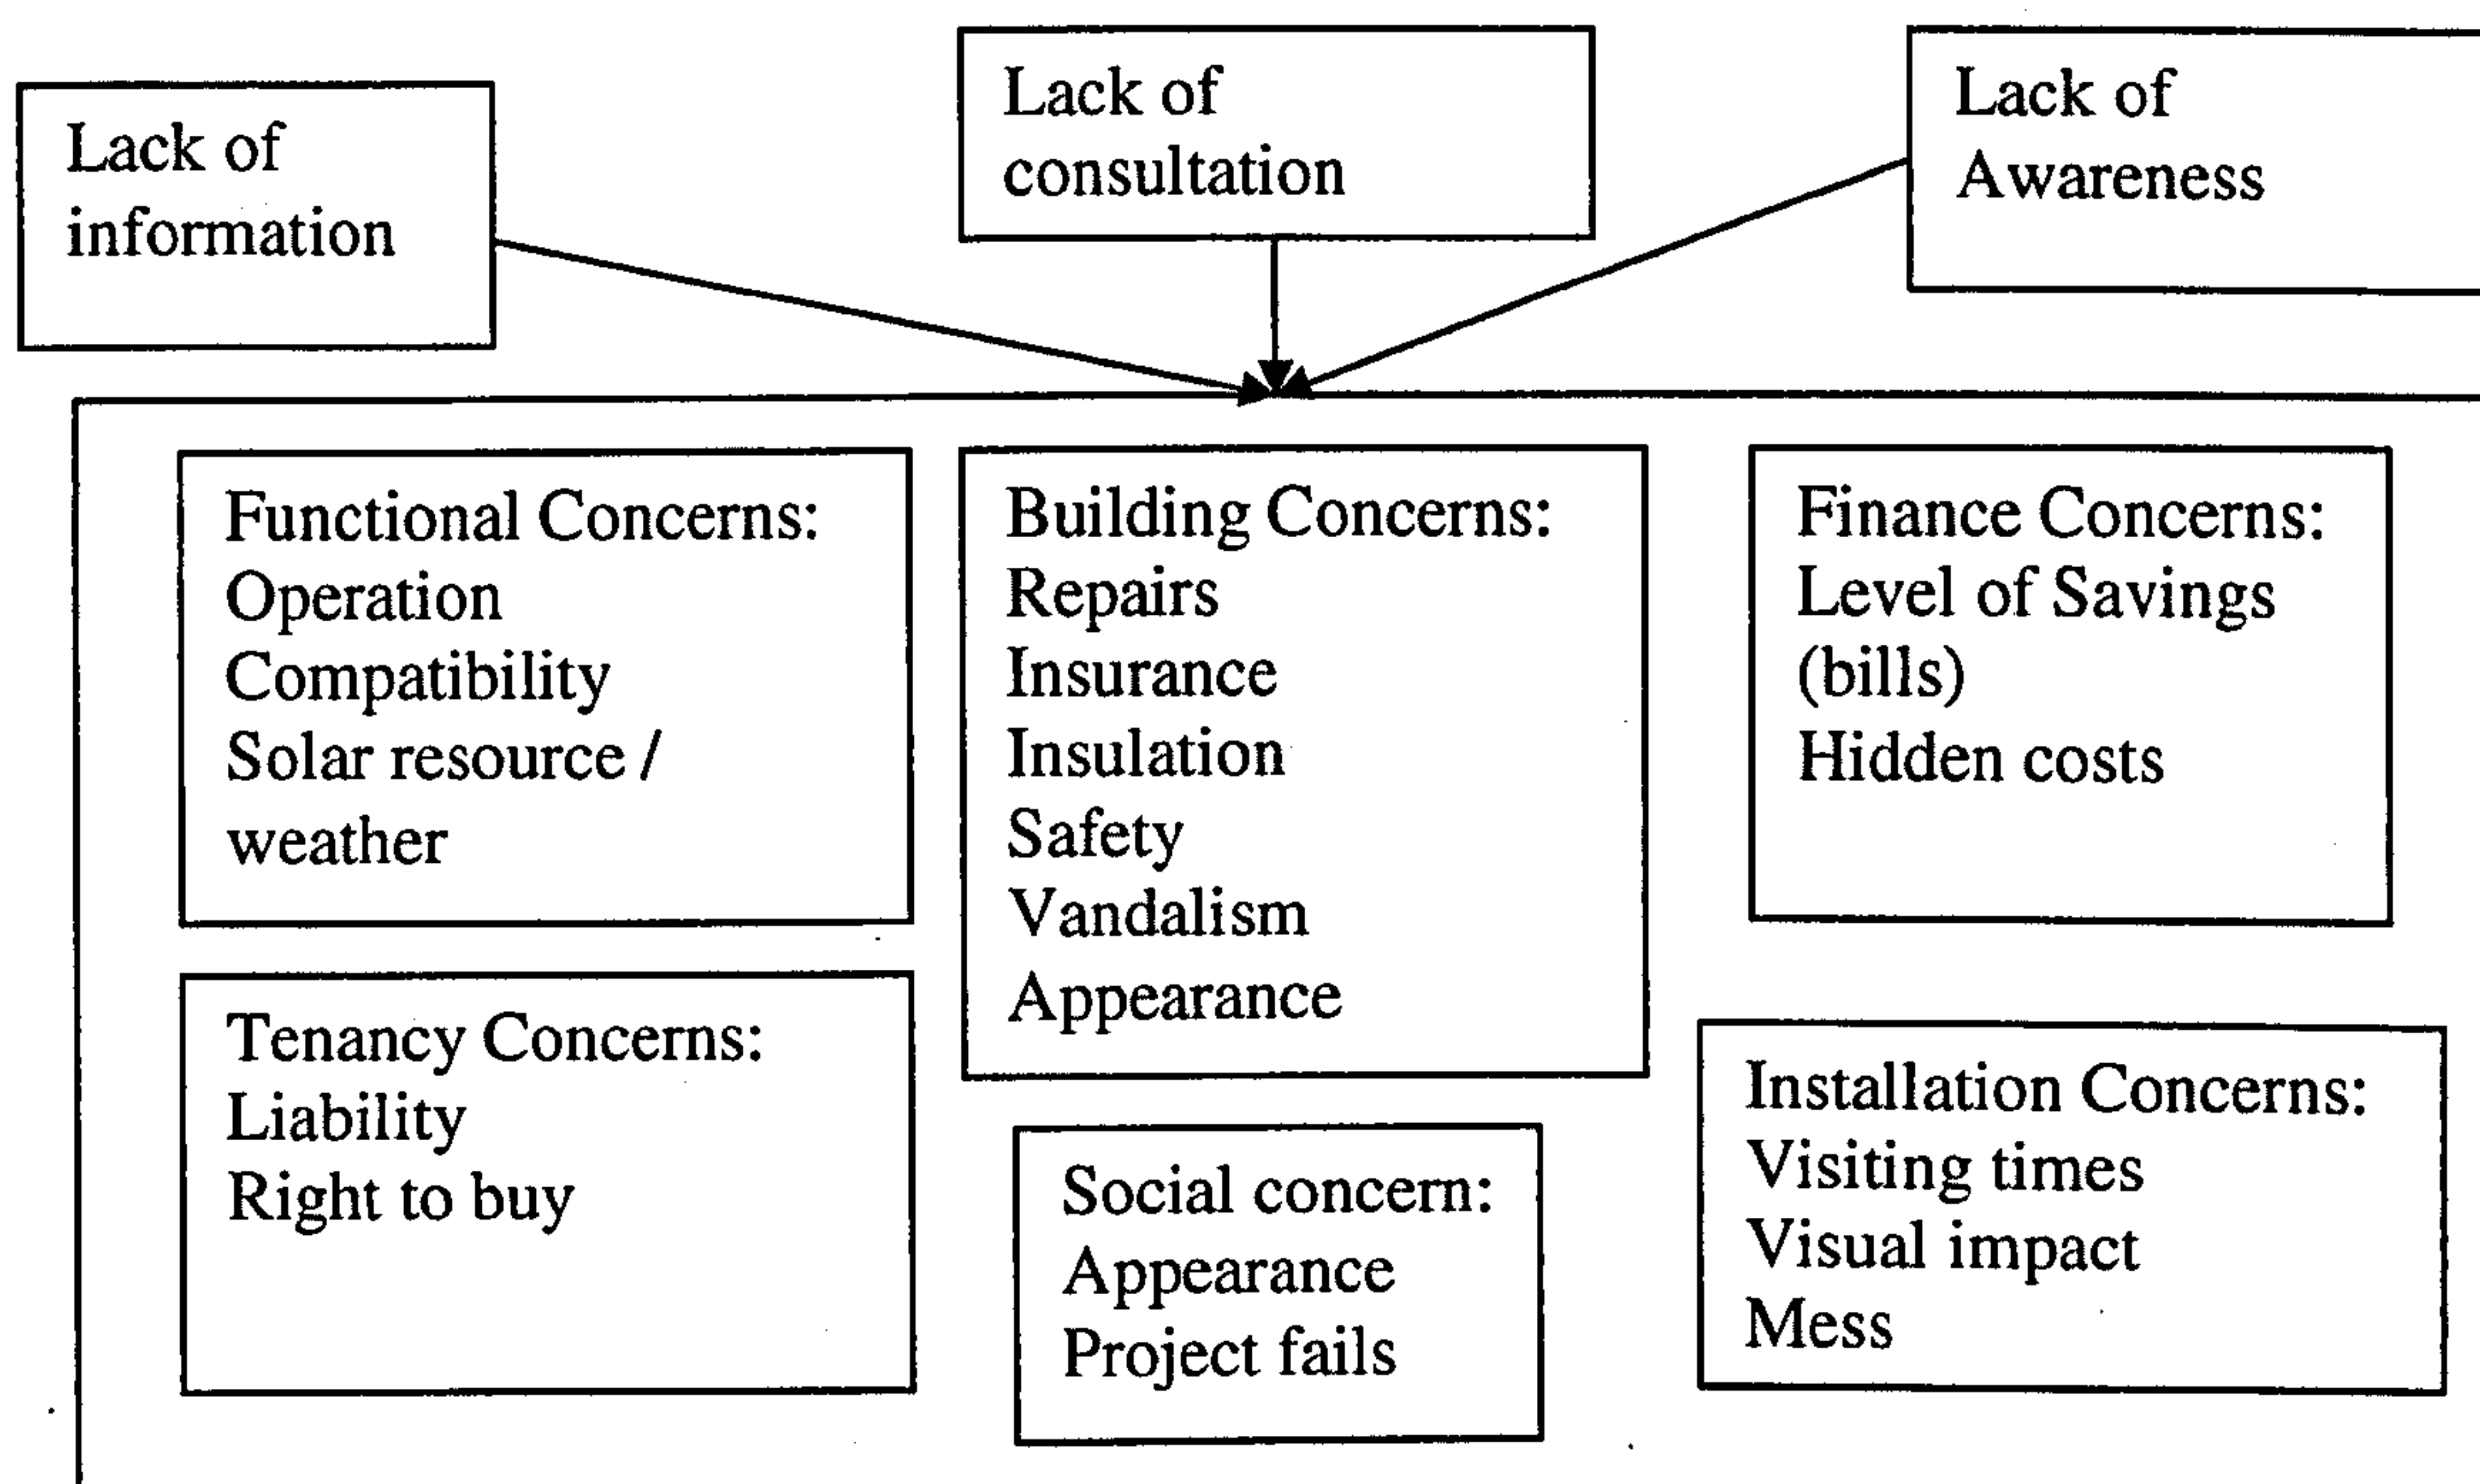 Lack of
information
Lack of
consultation
Lack of
Awareness
Functional Concerns:
Operation
Compatibility
Solar resource /
weather
Building Concerns:
Repairs
Insurance
Insulation
Safety
Vandalism
Appearance
Finance Concerns:
Level of Savings
(bills)
Hidden costs
Tenancy Concerns:
Liability
Right to buy
Social concern:
Appearance
Project fails
Installation Concerns:
Visiting times
Visual impact
Mess